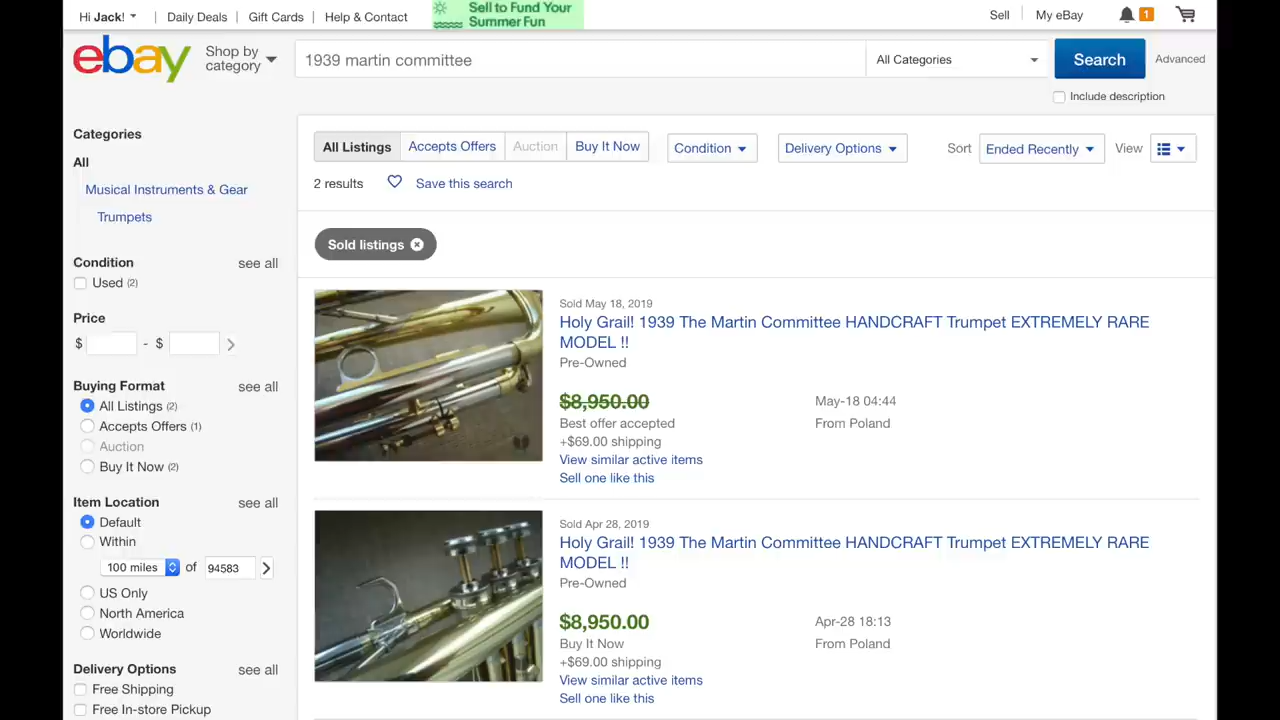 Hi Jack!
Daily Deals
Gift Cards
Help & Contact
Sell to Fund Your
Summer Fun
Sell
My eBay
1
ebay
Shop by
category
1939 martin committee
All Categories
Search
Advanced
Include description
Categories
All
Musical Instruments & Gear
Trumpets
Condition
see all
Used (2)
Price
$ - $
Buying Format
see all
All Listings (2)
Accepts Offers (1)
Auction
Buy It Now (2)
Item Location
see all
Default
Within
100 miles of 94583
US Only
North America
Worldwide
Delivery Options
see all
Free Shipping
Free In-store Pickup
All Listings
Accepts Offers
Auction
Buy It Now
Condition
Delivery Options
Sort
Ended Recently
View
2 results
Save this search
Sold listings
Sold May 18, 2019
Holy Grail! 1939 The Martin Committee HANDCRAFT Trumpet EXTREMELY RARE
MODEL !!
Pre-Owned
$8,950.00
May-18 04:44
Best offer accepted
From Poland
+$69.00 shipping
View similar active items
Sell one like this
Sold Apr 28, 2019
Holy Grail! 1939 The Martin Committee HANDCRAFT Trumpet EXTREMELY RARE
MODEL !!
Pre-Owned
$8,950.00
Apr-28 18:13
Buy It Now
From Poland
+$69.00 shipping
View similar active items
Sell one like this